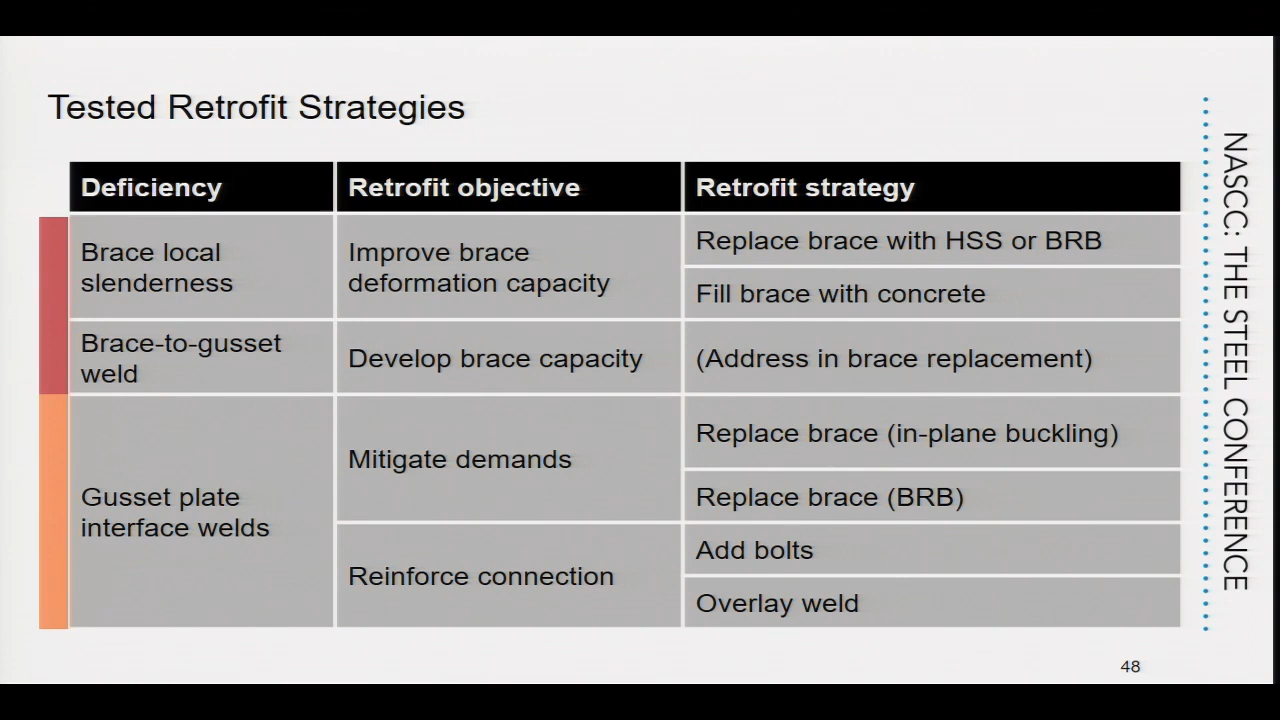 Tested Retrofit Strategies
Deficiency
Retrofit objective
Retrofit strategy
Brace local
slenderness
Improve brace
deformation capacity
Replace brace with HSS or BRB
Fill brace with concrete
Brace-to-gusset
weld
Develop brace capacity
(Address in brace replacement)
Gusset plate
interface welds
Mitigate demands
Replace brace (in-plane buckling)
Replace brace (BRB)
Reinforce connection
Add bolts
Overlay weld
NASCC: THE STEEL CONFERENCE
48